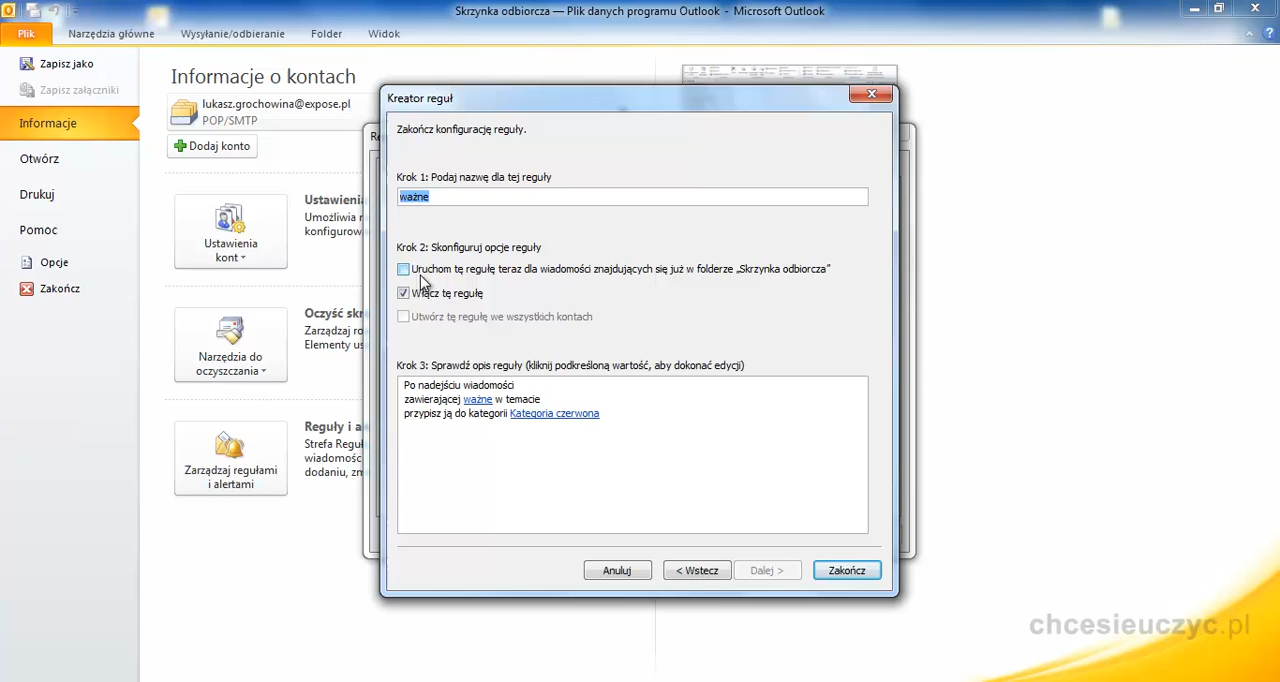 Skrzynka odbiorcza — Plik danych programu Outlook - Microsoft Outlook
Plik
Narzędzia główne
Wysyłanie/odbieranie
Folder
Widok
Zapisz jako
Zapisz załączniki
Informacje
Otwórz
Drukuj
Pomoc
Opcje
Zakończ
Informacje o kontach
lukasz.grochowina@expose.pl
POP/SMTP
Dodaj konto
Ustawienia
kont
Ustawieni
Umożliwia
konfigurow
Narzędzia do
oczyszczania
Oczyść skr
Zarządzaj ro
Elementy us
Zarządzaj regułami
i alertami
Reguły i a
Strefa Regu
wiadomośc
dodaniu, zm
Kreator reguł
Zakończ konfigurację reguły.
Krok 1: Podaj nazwę dla tej reguły
ważne
Krok 2: Skonfiguruj opcje reguły
Uruchom tę regułę teraz dla wiadomości znajdujących się już w folderze „Skrzynka odbiorcza”
Włącz tę regułę
Utwórz tę regułę we wszystkich kontach
Krok 3: Sprawdź opis reguły (kliknij podkreśloną wartość, aby dokonać edycji)
Po nadejściu wiadomości
zawierającej ważne w temacie
przypisz ją do kategorii Kategoria czerwona
Anuluj
< Wstecz
Dalej >
Zakończ
chcesieuczyc.pl